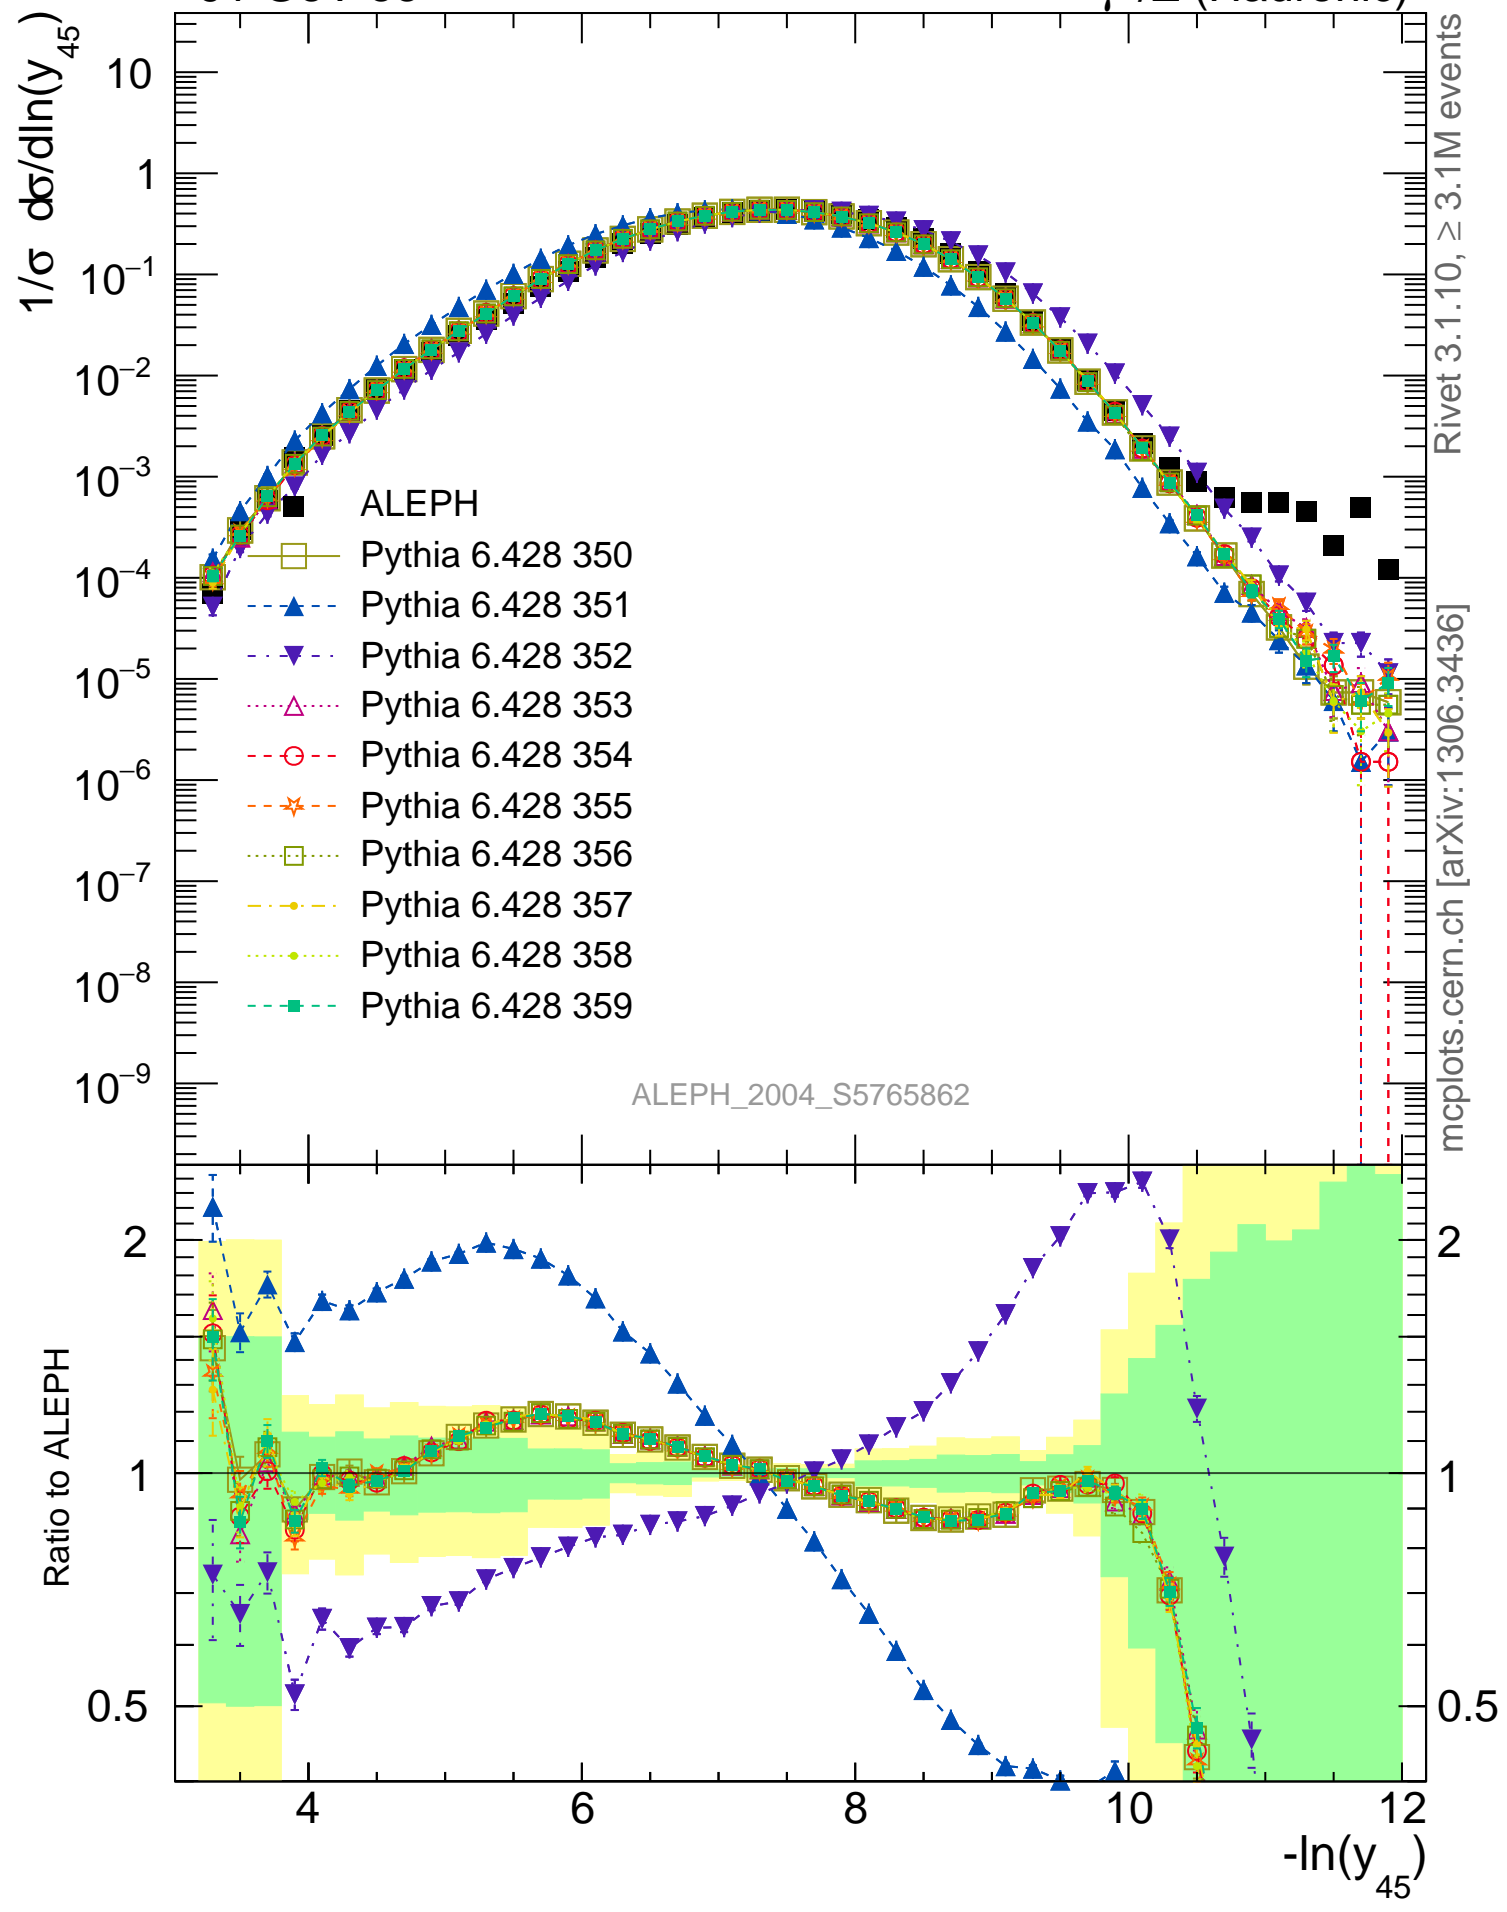 1/σ dσ/dln(y45)
10
1
10−1
10−2
10−3
10−4
10−5
10−6
10−7
10−8
10−9
ALEPH
Pythia 6.428 350
Pythia 6.428 351
Pythia 6.428 352
Pythia 6.428 353
Pythia 6.428 354
Pythia 6.428 355
Pythia 6.428 356
Pythia 6.428 357
Pythia 6.428 358
Pythia 6.428 359
ALEPH_2004_S5765862
Rivet 3.1.10, ≥ 3.1M events
mcplots.cern.ch [arXiv:1306.3436]
Ratio to ALEPH
2
1
0.5
2
1
0.5
4 6 8 10 12
-ln(y45)